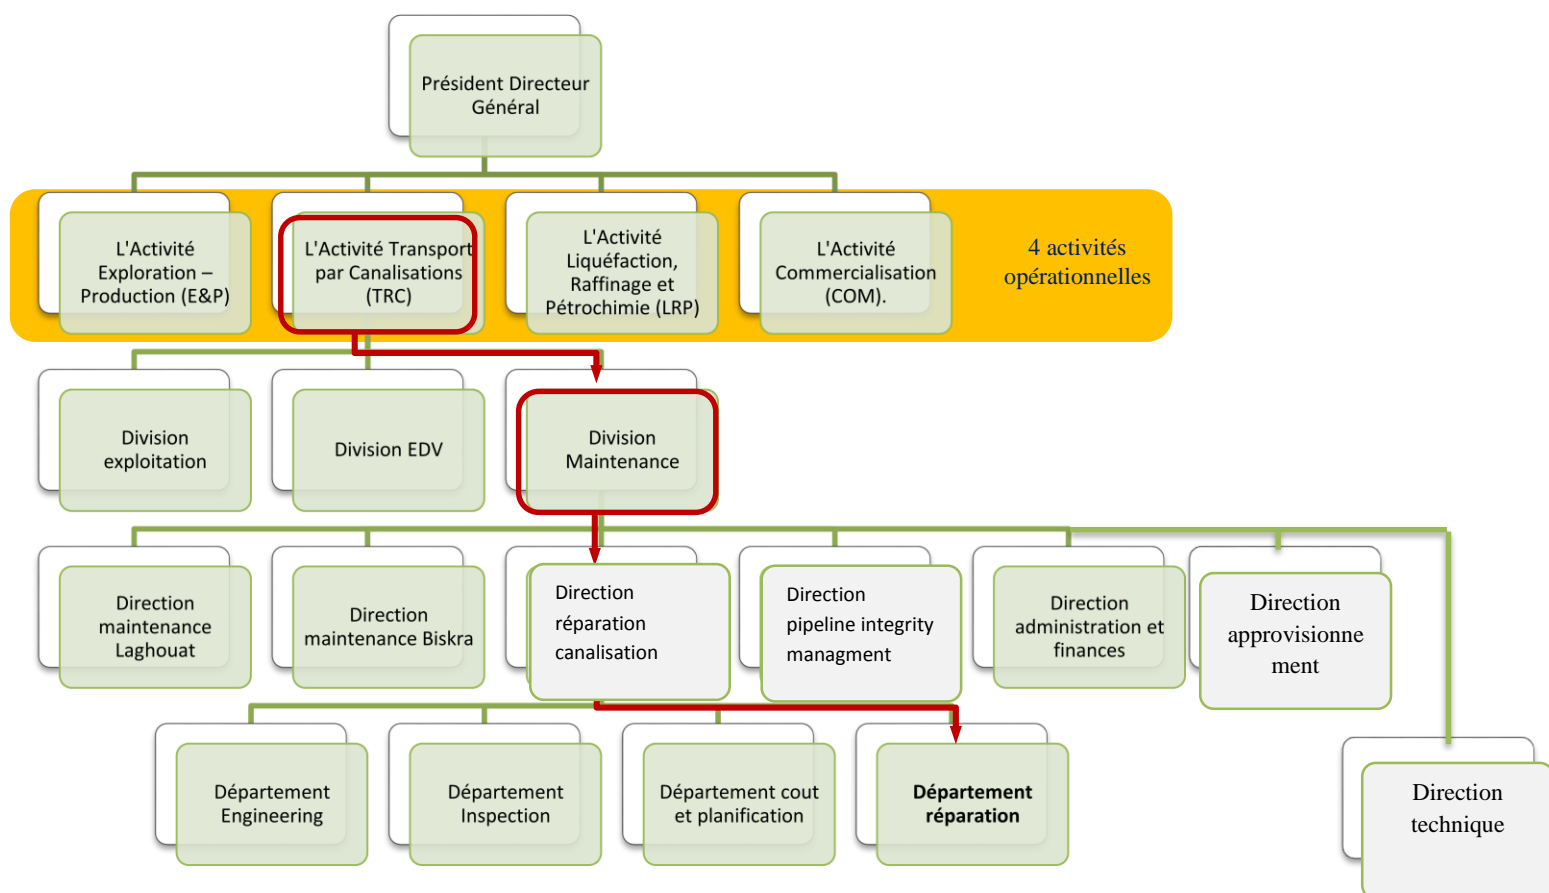 Président Directeur
Général
L'Activité
Exploration –
Production (E&P)
L'Activité Transport
par Canalisations
(TRC)
L'Activité
Liquéfaction,
Raffinage et
Pétrochimie (LRP)
L'Activité
Commercialisation
(COM).
4 activités
opérationnelles
Division
exploitation
Division EDV
Division
Maintenance
Direction
maintenance
Laghouat
Direction
maintenance Biskra
Direction
réparation
canalisation
Direction
pipeline integrity
managment
Direction
administration et
finances
Direction
approvisionne
ment
Département
Engineering
Département
Inspection
Département cout
et planification
Département
réparation
Direction
technique